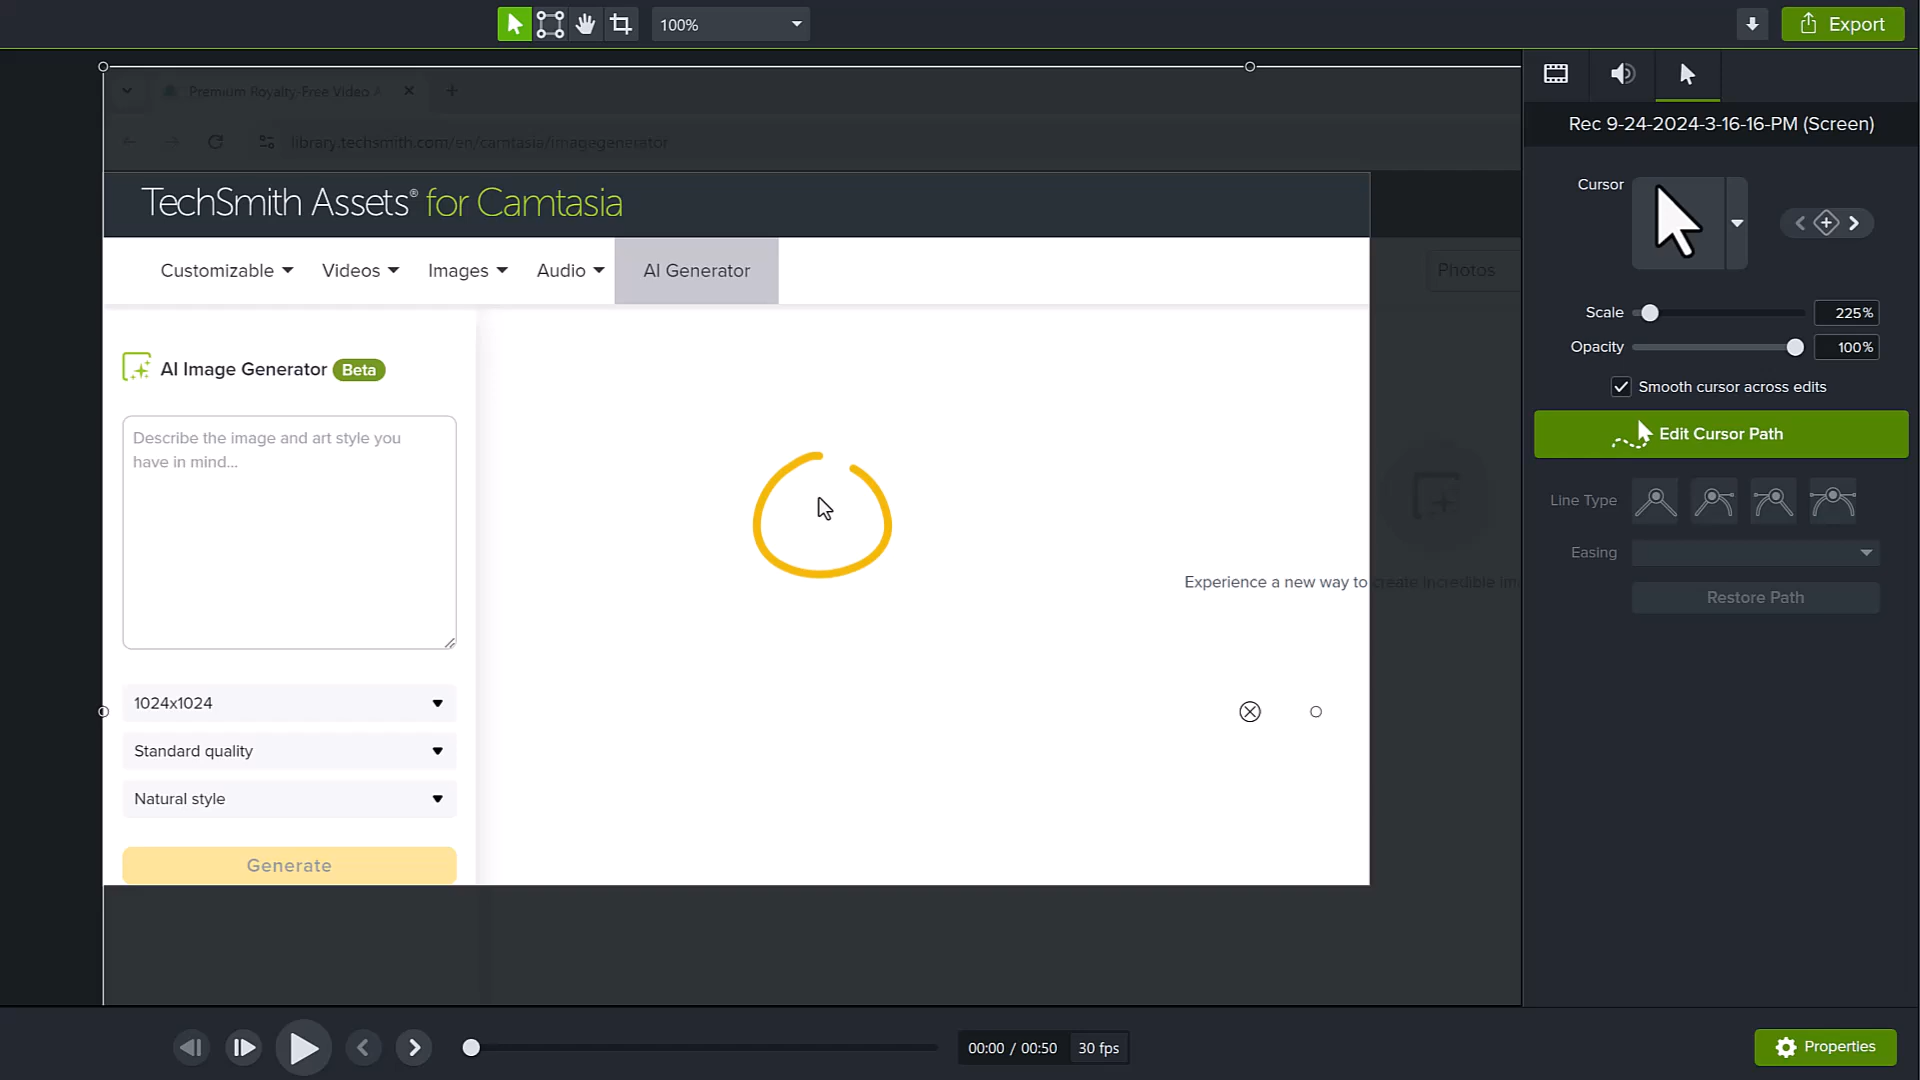 100%
Export
Premium Royalty-Free Video A
library.techsmith.com/en/camtasia/imagegenerator
Rec 9-24-2024-3-16-16-PM (Screen)
TechSmith Assets® for Camtasia
Cursor
Customizable
Videos
Images
Audio
AI Generator
Photos
Scale
225%
Opacity
100%
Smooth cursor across edits
Edit Cursor Path
AI Image Generator
Beta
Describe the image and art style you
have in mind...
Line Type
Easing
Restore Path
Experience a new way to create incredible im
1024x1024
Standard quality
Natural style
Generate
00:00 / 00:50
30 fps
Properties